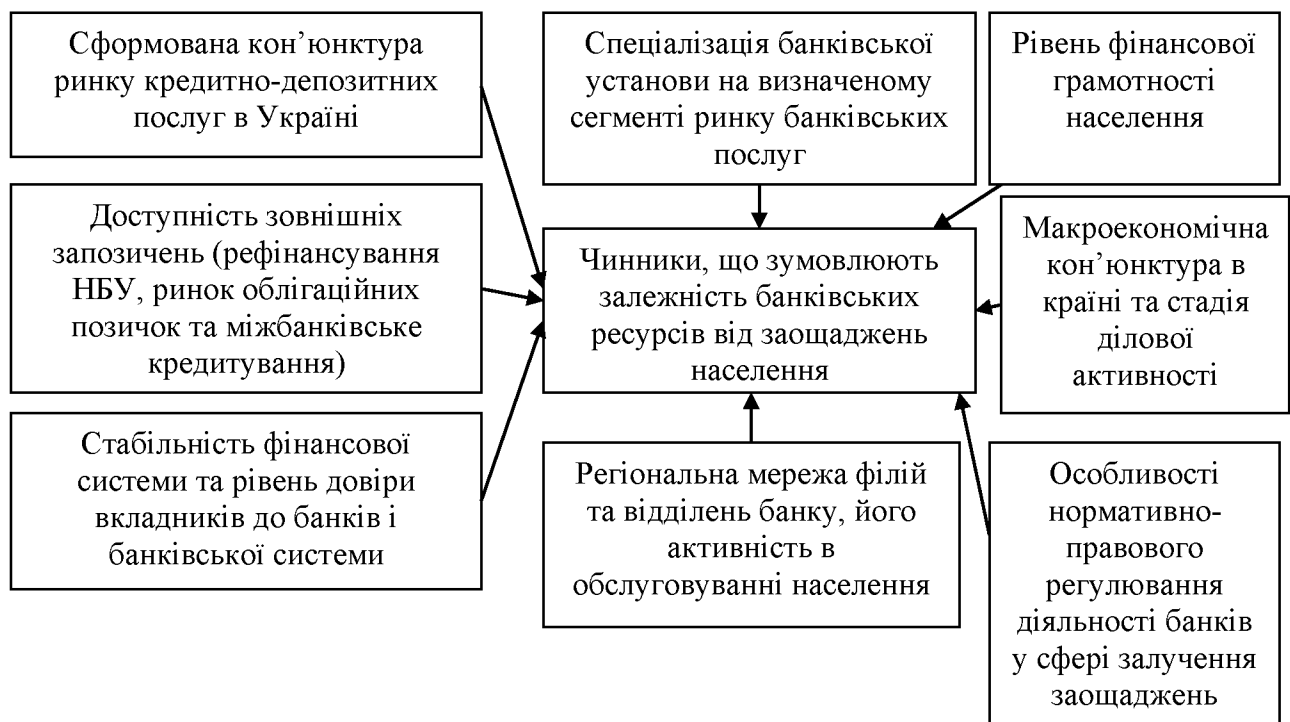 Сформована кон’юнктура
ринку кредитно-депозитних
послуг в Україні
Спеціалізація банківської
установи на визначеному
сегменті ринку банківських
послуг
Рівень фінансової
грамотності
населення
Доступність зовнішніх
запозичень (рефінансування
НБУ, ринок облігаційних
позичок та міжбанківське
кредитування)
Чинники, що зумовлюють
залежність банківських
ресурсів від заощаджень
населення
Макроекономічна
кон’юнктура в
країні та стадія
ділової
активності
Стабільність фінансової
системи та рівень довіри
вкладників до банків і
банківської системи
Регіональна мережа філій
та відділень банку, його
активність в
обслуговуванні населення
Особливості
нормативно-
правового
регулювання
діяльності банків
у сфері залучення
заощаджень